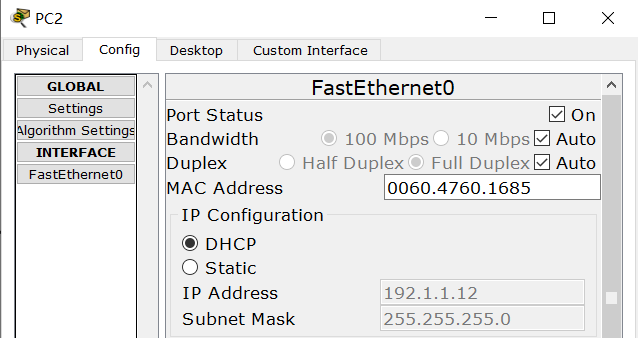 PC2
Physical Config Desktop Custom Interface
GLOBAL
Settings
Algorithm Settings
INTERFACE
FastEthernet0
FastEthernet0
Port Status On
Bandwidth 100 Mbps 10 Mbps Auto
Duplex Half Duplex Full Duplex Auto
MAC Address 0060.4760.1685
IP Configuration
DHCP
Static
IP Address 192.1.1.12
Subnet Mask 255.255.255.0